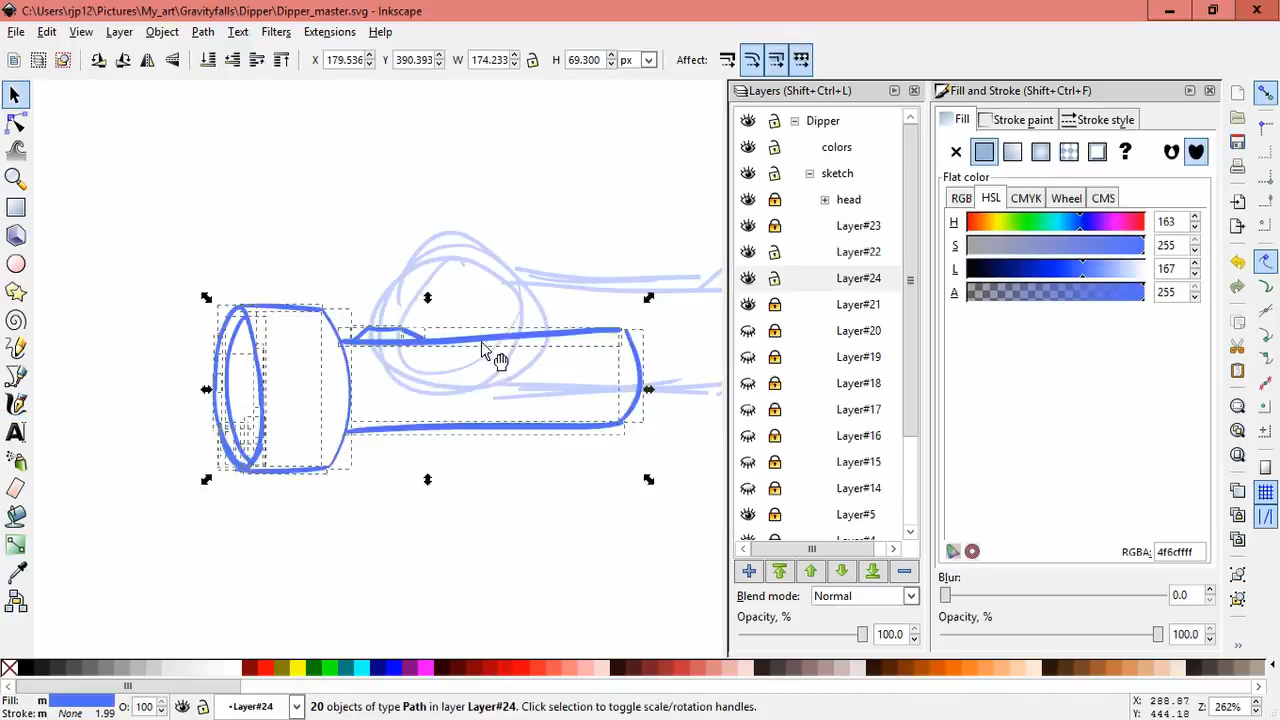 C:\Users\rjp12\Pictures\My_art\Gravityfalls\Dipper\Dipper_master.svg - Inkscape
File Edit View Layer Object Path Text Filters Extensions Help
X 179.536 Y 390.393 W 174.233 H 69.300 px Affect:
Layers (Shift+Ctrl+L)
Dipper
colors
sketch
head
Layer#23
Layer#22
Layer#24
Layer#21
Layer#20
Layer#19
Layer#18
Layer#17
Layer#16
Layer#15
Layer#14
Layer#5
Layer#4
Blend mode: Normal
Opacity, %
100.0
Fill and Stroke (Shift+Ctrl+F)
Fill Stroke paint Stroke style
?
Flat color
RGB HSL CMYK Wheel CMS
H 163
S 255
L 167
A 255
RGBA: 4f6cffff
Blur:
0.0
Opacity, %
100.0
Fill: m
Stroke: m None 1.99
O: 100
•Layer#24
20 objects of type Path in layer Layer#24. Click selection to toggle scale/rotation handles.
X: 288.87
Y: 444.18
Z: 262%